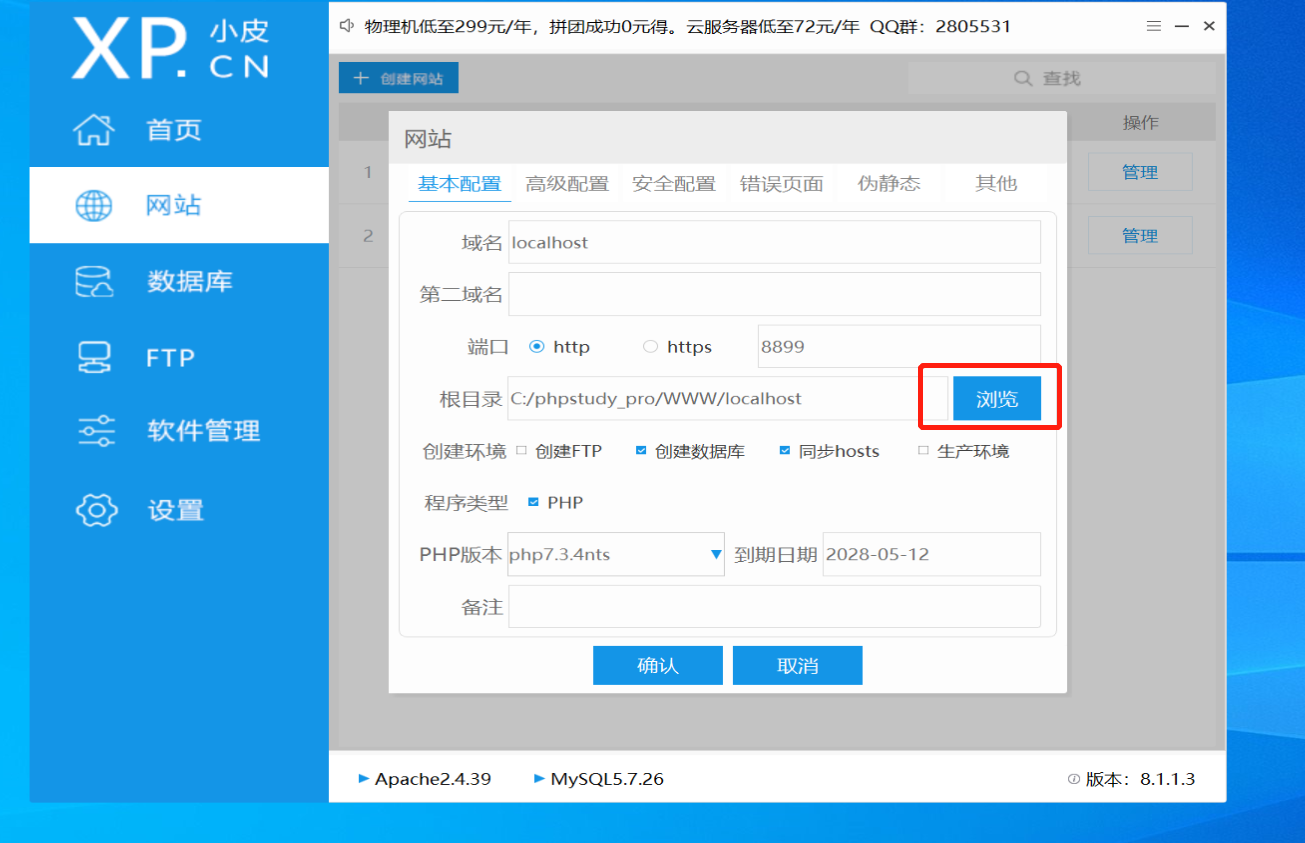 XP. 小皮 CN
物理机低至299元/年，拼团成功0元得。云服务器低至72元/年 QQ群：2805531
首页
网站
数据库
FTP
软件管理
设置
创建网站
查找
操作
1 管理
2 管理
网站
基本配置 高级配置 安全配置 错误页面 伪静态 其他
域名 localhost
第二域名
端口 http https 8899
根目录 C:/phpstudy_pro/WWW/localhost 浏览
创建环境 创建FTP 创建数据库 同步hosts 生产环境
程序类型 PHP
PHP版本 php7.3.4nts 到期日期 2028-05-12
备注
确认 取消
Apache2.4.39 MySQL5.7.26 版本：8.1.1.3